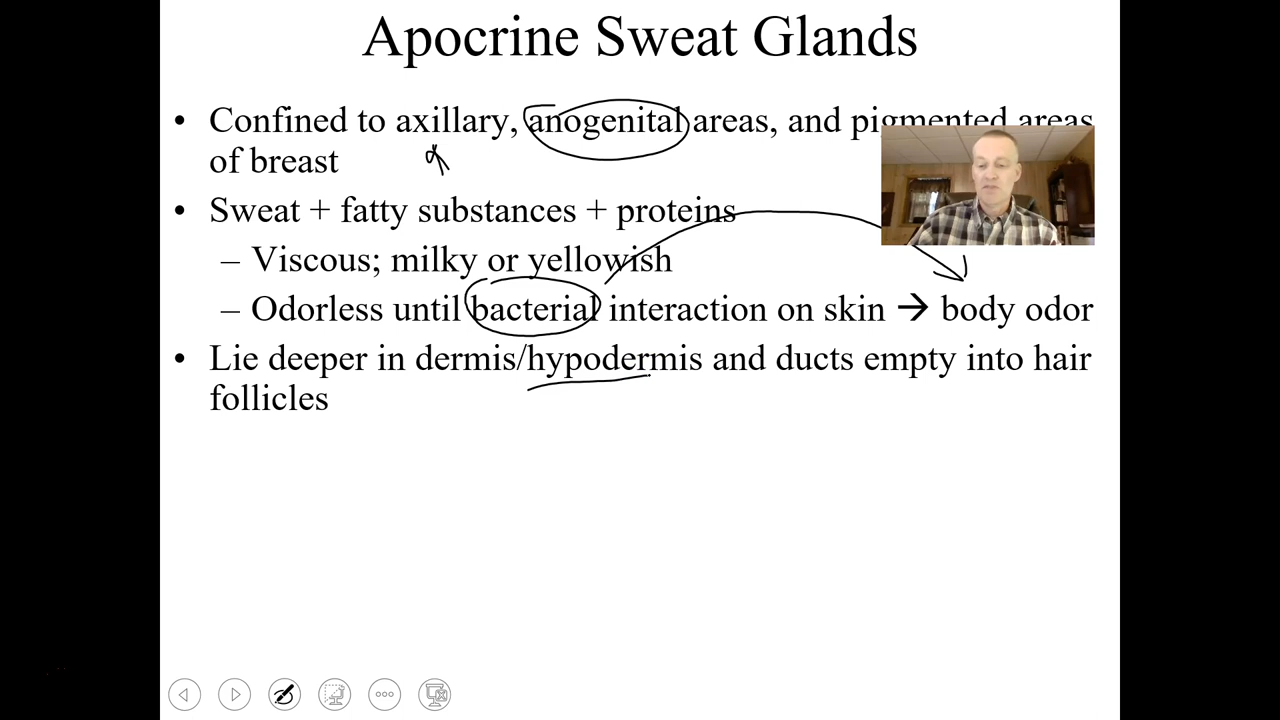 Apocrine Sweat Glands
• Confined to axillary, anogenital areas, and pigmented areas
of breast
• Sweat + fatty substances + proteins
– Viscous; milky or yellowish
– Odorless until bacterial interaction on skin → body odor
• Lie deeper in dermis/hypodermis and ducts empty into hair
follicles